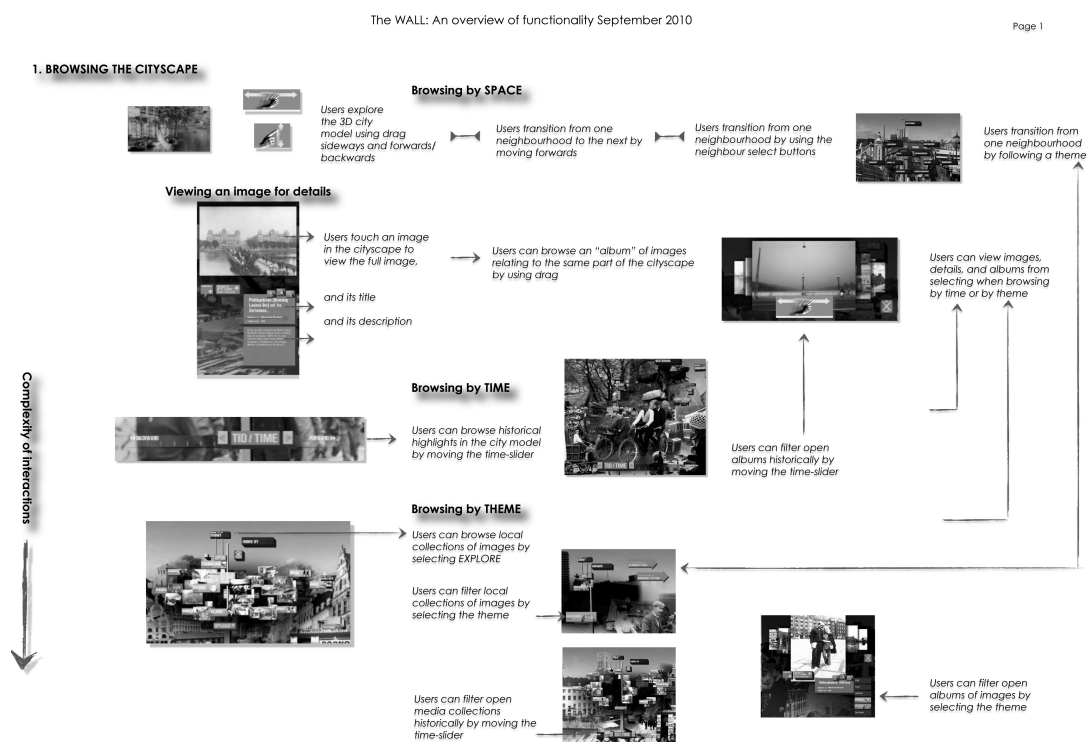 The WALL: An overview of functionality September 2010
Page 1
1. BROWSING THE CITYSCAPE
Browsing by SPACE
Users explore
the 3D city
model using drag
sideways and forwards/
backwards
Users transition from one
neighbourhood to the next by
moving forwards
Users transition from one
neighbourhood by using the
neighbour select buttons
Users transition from
one neighbourhood
by following a theme
Viewing an image for details
Users touch an image
in the cityscape to
view the full image,
and its title
and its description
Users can browse an “album” of images
relating to the same part of the cityscape
by using drag
Users can view images,
details, and albums from
selecting when browsing
by time or by theme
Complexity of interactions
Browsing by TIME
TID / TIME
Users can browse historical
highlights in the city model
by moving the time-slider
TID / TIME
Users can filter open
albums historically by
moving the time-slider
Browsing by THEME
Users can browse local
collections of images by
selecting EXPLORE
Users can filter local
collections of images by
selecting the theme
Users can filter open
media collections
historically by moving the
time-slider
Users can filter open
albums of images by
selecting the theme